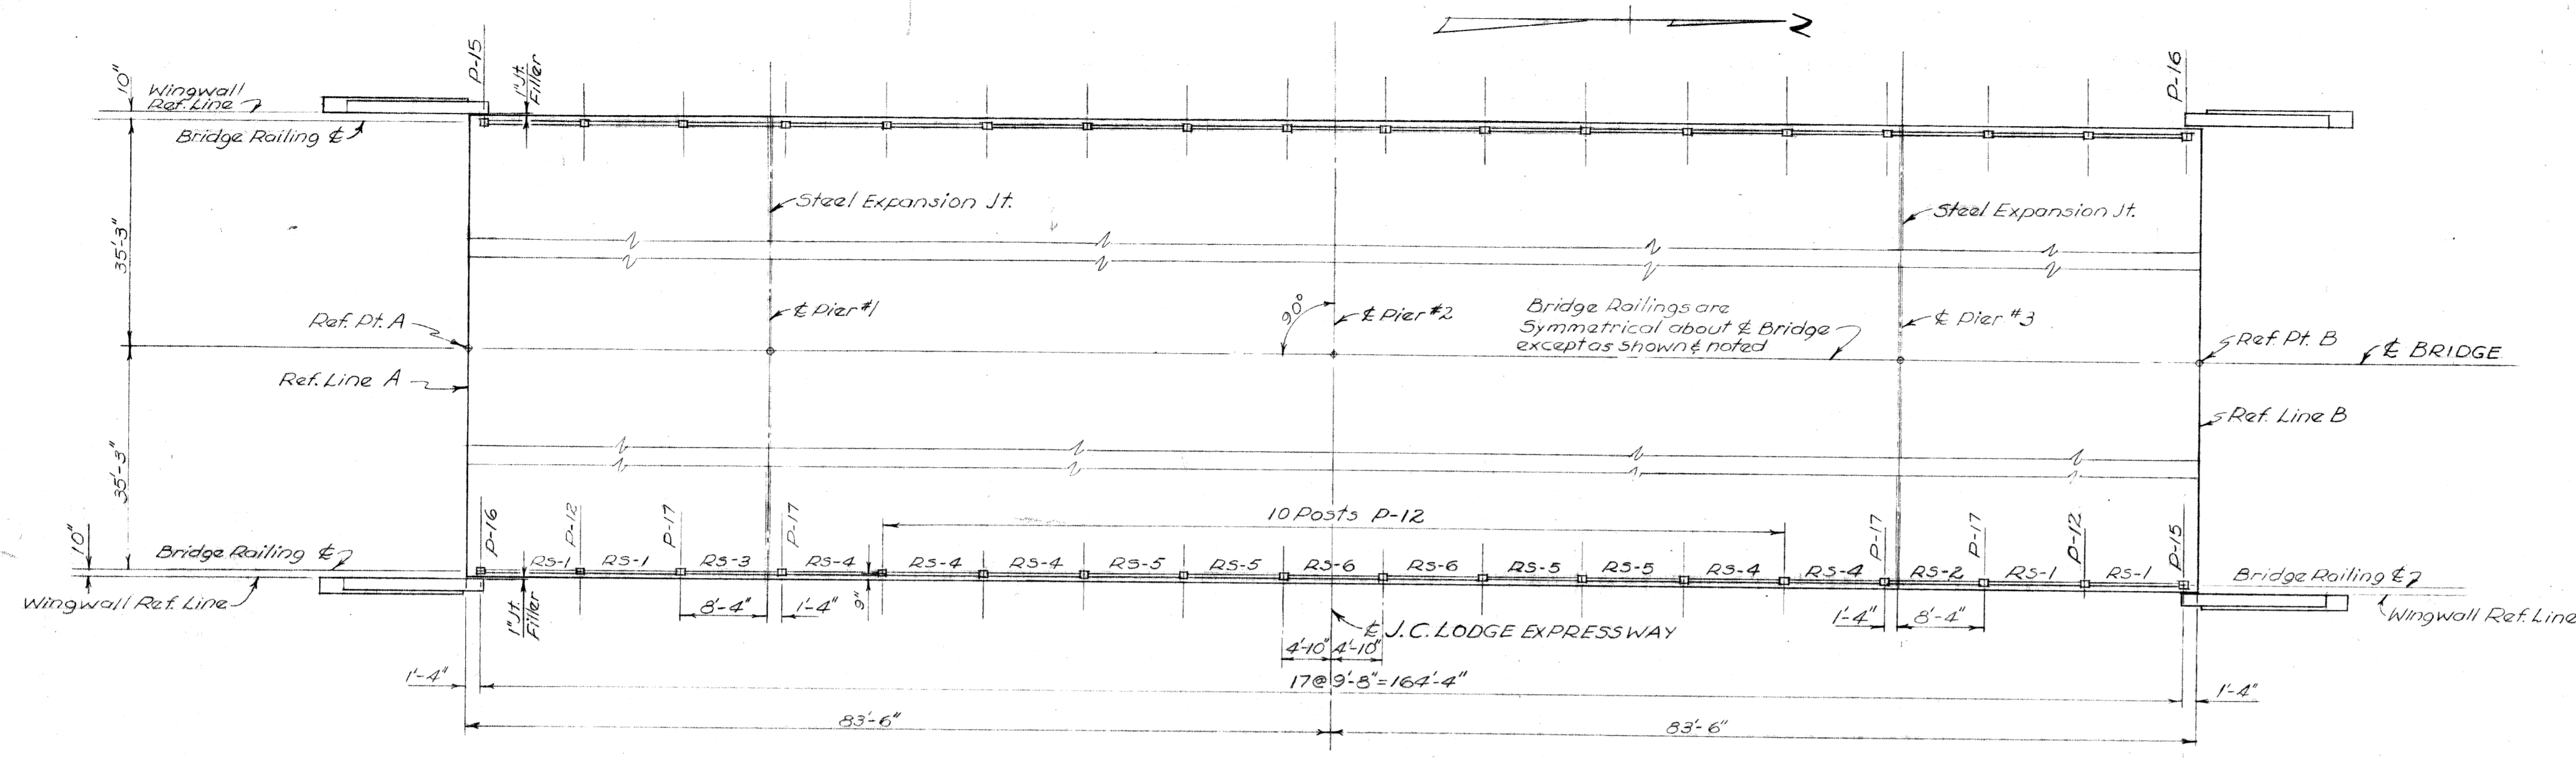 P-15
P-16
10"
Wingwall
Ref. Line
1" Jt.
Filler
Bridge Railing ℄
35'-3"
Steel Expansion Jt.
Steel Expansion Jt.
90°
Bridge Railings are
Symmetrical about ℄ Bridge
except as shown & noted
Ref. Pt. A
℄ Pier #1
℄ Pier #2
℄ Pier #3
Ref. Pt. B
℄ BRIDGE
Ref. Line A
Ref. Line B
35'-3"
10 Posts P-12
P-16
P-12
P-17
P-17
P-17
P-17
P-12
P-15
10"
Bridge Railing ℄
RS-1 RS-1 RS-3 RS-4 RS-4 RS-4 RS-5 RS-5 RS-6 RS-6 RS-5 RS-5 RS-4 RS-4 RS-2 RS-1 RS-1
Bridge Railing ℄
Wingwall Ref. Line
1" Jt.
Filler
8'-4" 1'-4" 9"
1'-4" 8'-4"
Wingwall Ref. Line
℄ J.C. LODGE EXPRESSWAY
4'-10" 4'-10"
1'-4"
17@9'-8"=164'-4"
1'-4"
83'-6"
83'-6"